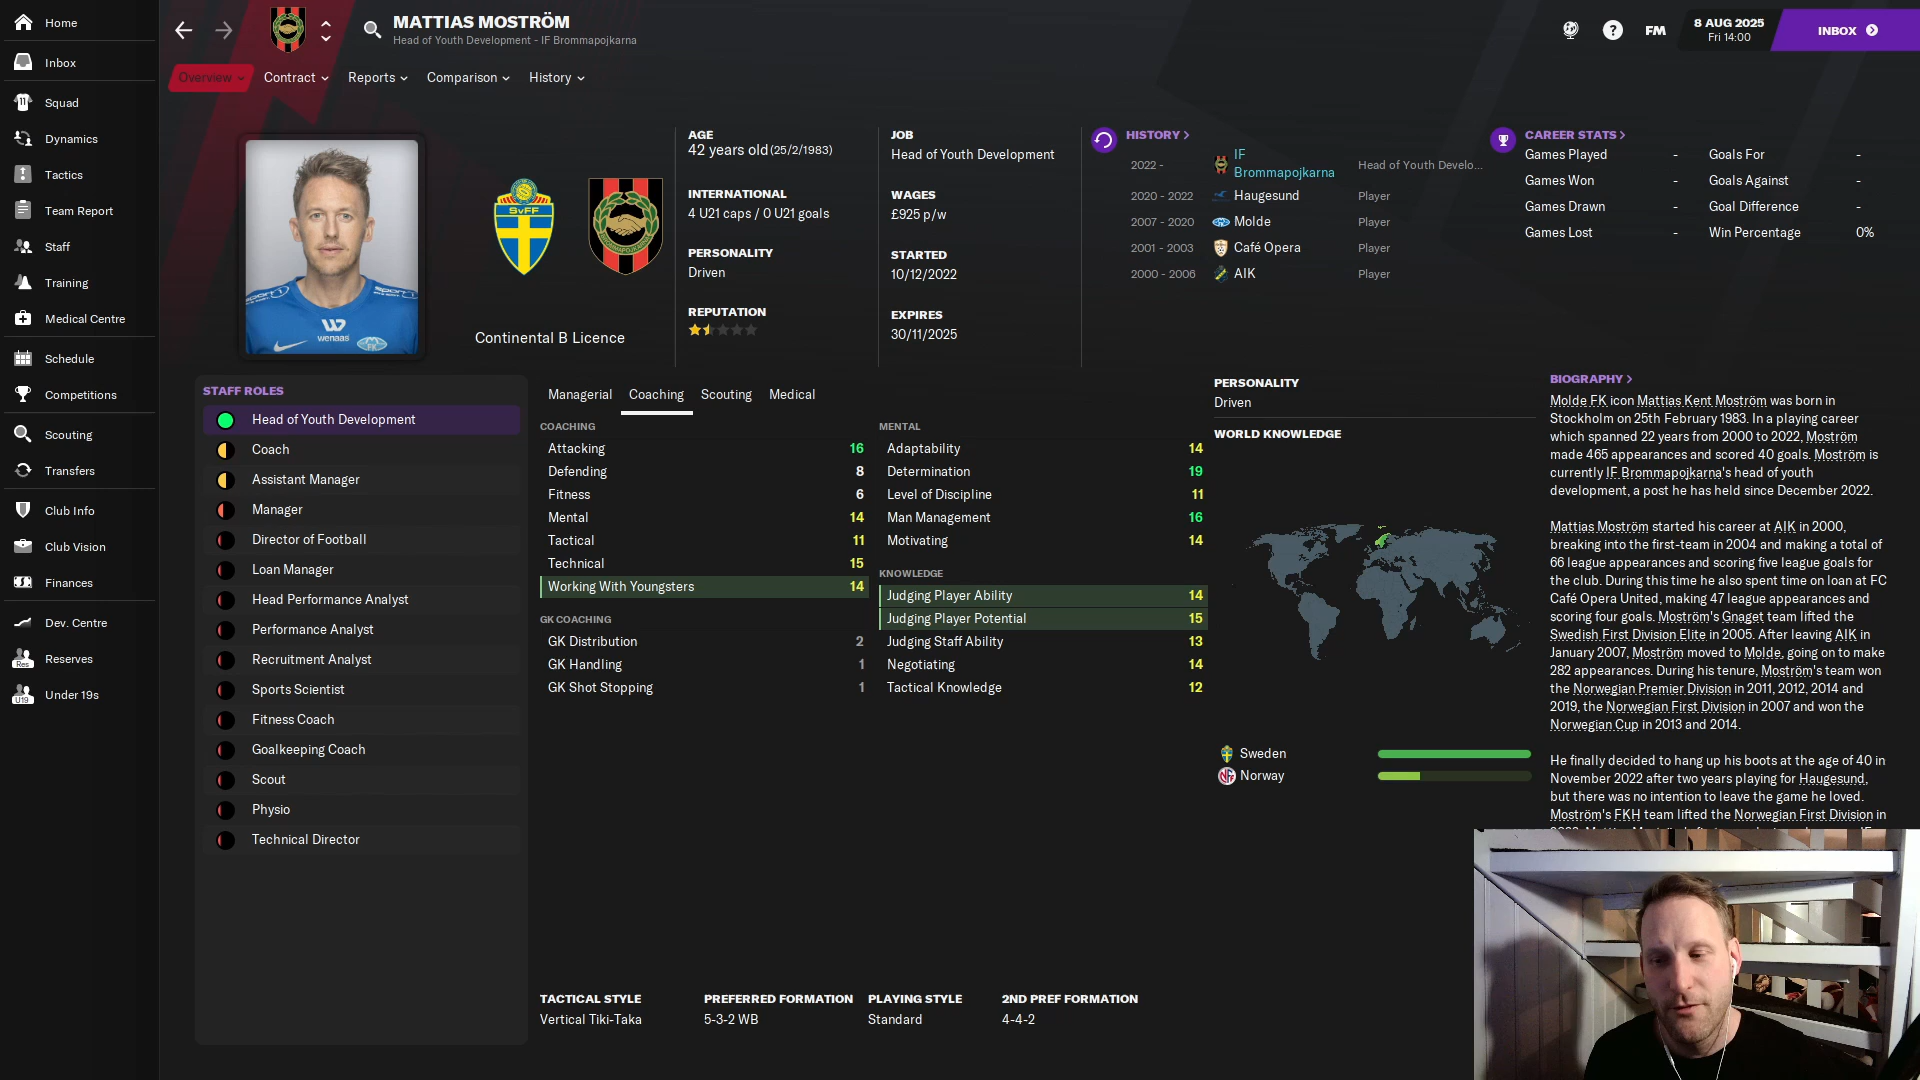 Home
Inbox
Squad
Dynamics
Tactics
Team Report
Staff
Training
Medical Centre
Schedule
Competitions
Scouting
Transfers
Club Info
Club Vision
Finances
Dev. Centre
Reserves
Under 19s
MATTIAS MOSTRÖM
Head of Youth Development - IF Brommapojkarna
FM
8 AUG 2025
Fri 14:00
INBOX
Overview
Contract
Reports
Comparison
History
Continental B Licence
AGE
42 years old (25/2/1983)
INTERNATIONAL
4 U21 caps / 0 U21 goals
PERSONALITY
Driven
REPUTATION
JOB
Head of Youth Development
WAGES
£925 p/w
STARTED
10/12/2022
EXPIRES
30/11/2025
HISTORY >
2022 - IF Brommapojkarna Head of Youth Develo...
2020 - 2022 Haugesund Player
2007 - 2020 Molde Player
2001 - 2003 Café Opera Player
2000 - 2006 AIK Player
CAREER STATS >
Games Played - Goals For -
Games Won - Goals Against -
Games Drawn - Goal Difference -
Games Lost - Win Percentage 0%
STAFF ROLES
Head of Youth Development
Coach
Assistant Manager
Manager
Director of Football
Loan Manager
Head Performance Analyst
Performance Analyst
Recruitment Analyst
Sports Scientist
Fitness Coach
Goalkeeping Coach
Scout
Physio
Technical Director
Managerial
Coaching
Scouting
Medical
COACHING
Attacking 16
Defending 8
Fitness 6
Mental 14
Tactical 11
Technical 15
Working With Youngsters 14
GK COACHING
GK Distribution 2
GK Handling 1
GK Shot Stopping 1
MENTAL
Adaptability 14
Determination 19
Level of Discipline 11
Man Management 16
Motivating 14
KNOWLEDGE
Judging Player Ability 14
Judging Player Potential 15
Judging Staff Ability 13
Negotiating 14
Tactical Knowledge 12
PERSONALITY
Driven
WORLD KNOWLEDGE
Sweden
Norway
BIOGRAPHY >
Molde FK icon Mattias Kent Moström was born in
Stockholm on 25th February 1983. In a playing career
which spanned 22 years from 2000 to 2022, Moström
made 465 appearances and scored 40 goals. Moström is
currently IF Brommapojkarna's head of youth
development, a post he has held since December 2022.
Mattias Moström started his career at AIK in 2000,
breaking into the first-team in 2004 and making a total of
66 league appearances and scoring five league goals for
the club. During this time he also spent time on loan at FC
Café Opera United, making 47 league appearances and
scoring four goals. Moström's Gnaget team lifted the
Swedish First Division Elite in 2005. After leaving AIK in
January 2007, Moström moved to Molde, going on to make
282 appearances. During his tenure, Moström's team won
the Norwegian Premier Division in 2011, 2012, 2014 and
2019, the Norwegian First Division in 2007 and won the
Norwegian Cup in 2013 and 2014.
He finally decided to hang up his boots at the age of 40 in
November 2022 after two years playing for Haugesund,
but there was no intention to leave the game he loved.
Moström's FKH team lifted the Norwegian First Division in
TACTICAL STYLE
Vertical Tiki-Taka
PREFERRED FORMATION
5-3-2 WB
PLAYING STYLE
Standard
2ND PREF FORMATION
4-4-2